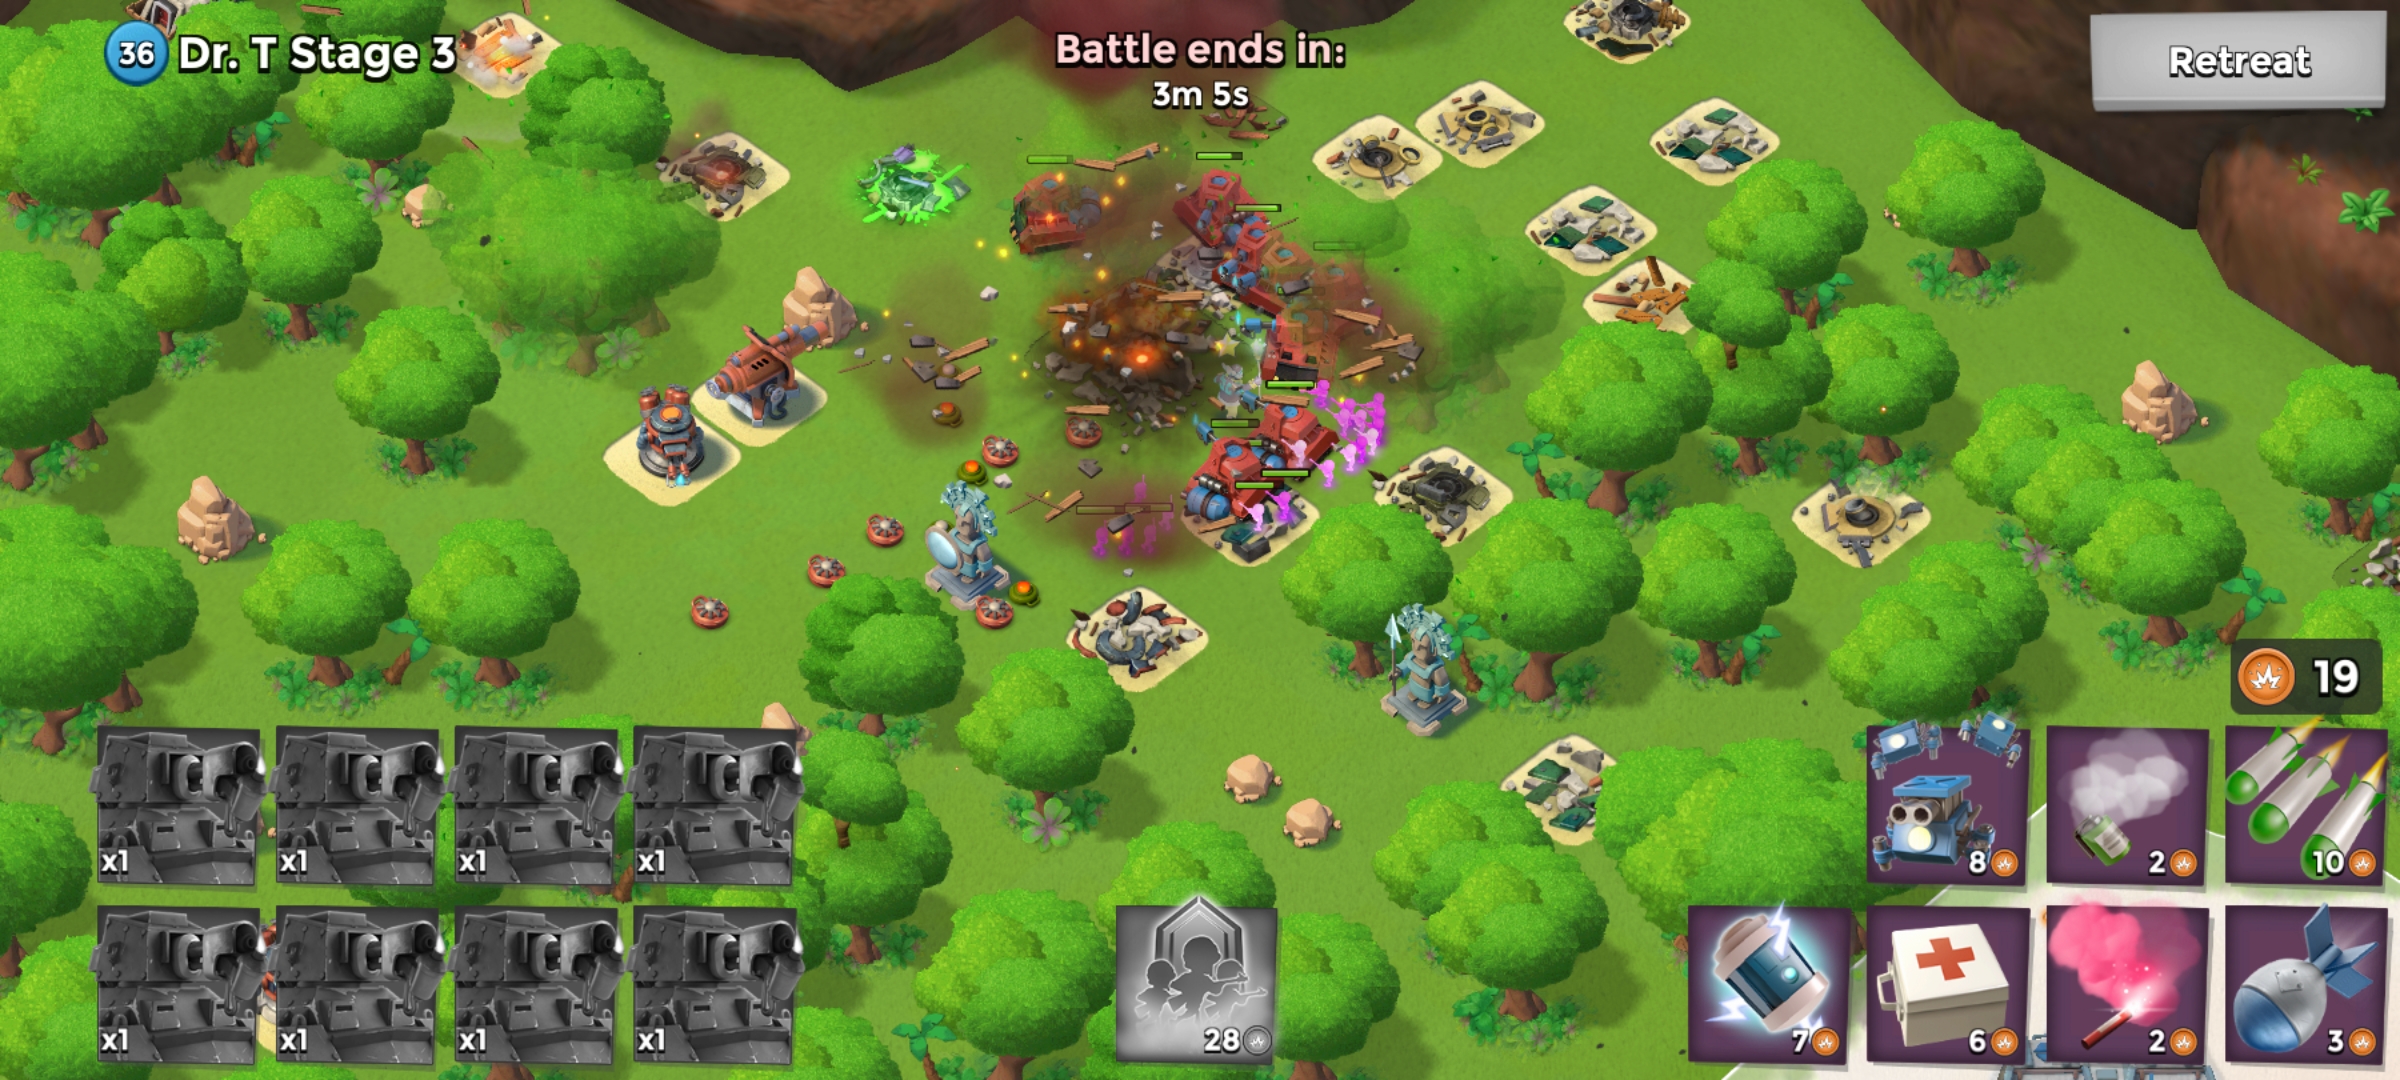 36 Dr. T Stage 3
Battle ends in:
3m 5s
Retreat
19
8
2
10
x1
x1
x1
x1
28
7
6
2
3
x1
x1
x1
x1